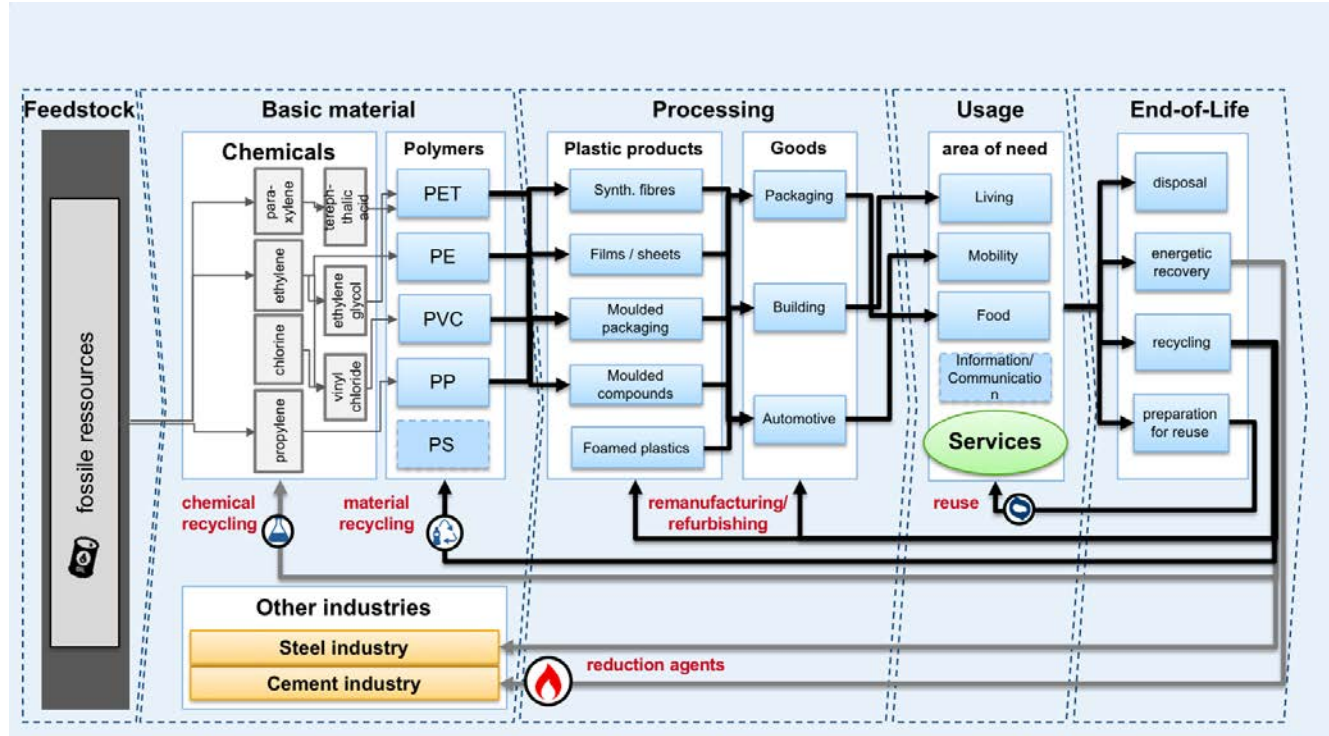 Feedstock
Basic material
Processing
Usage
End-of-Life
fossile ressources
OIL
Chemicals
para-
xylene
tereph-
thalic
acid
ethylene
ethylene
glycol
chlorine
vinyl
chloride
propylene
Polymers
PET
PE
PVC
PP
PS
Plastic products
Synth. fibres
Films / sheets
Moulded
packaging
Moulded
compounds
Foamed plastics
Goods
Packaging
Building
Automotive
area of need
Living
Mobility
Food
Information/
Communicatio
n
Services
disposal
energetic
recovery
recycling
preparation
for reuse
chemical
recycling
material
recycling
remanufacturing/
refurbishing
reuse
Other industries
Steel industry
Cement industry
reduction agents